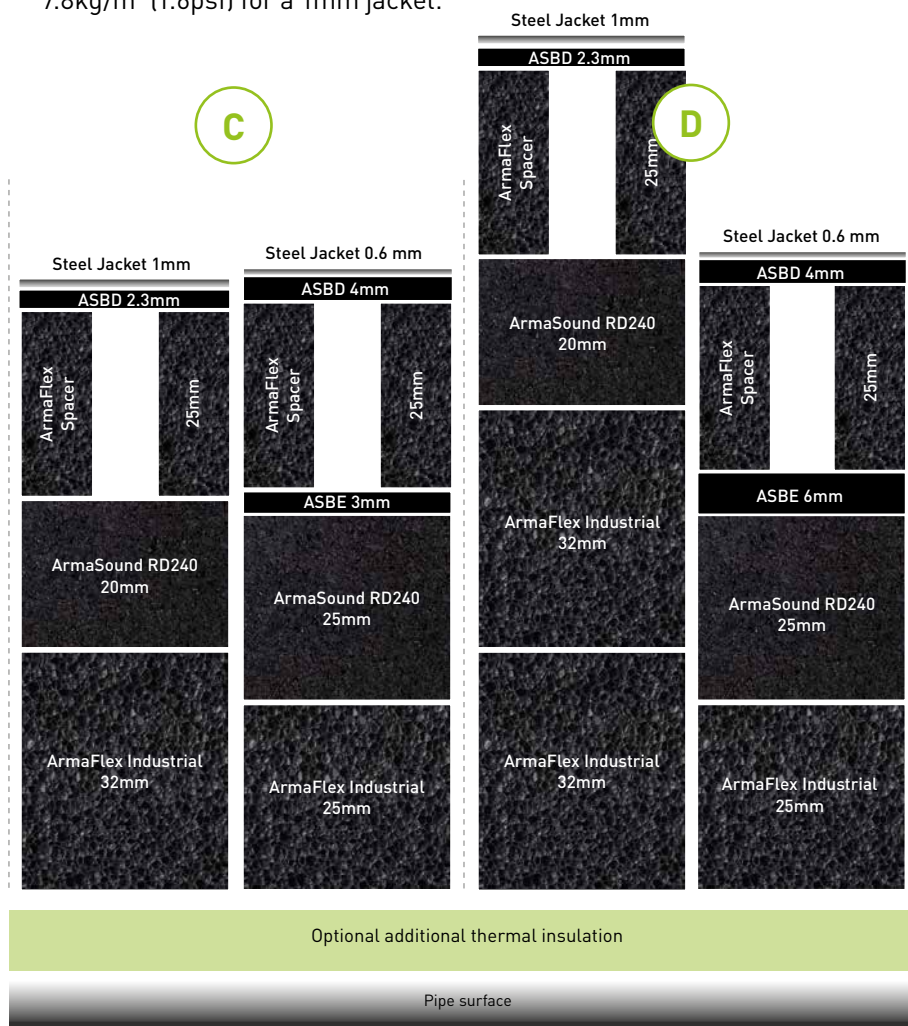 for a 1mm jacket.
C
Steel Jacket 1mm
ASBD 2.3mm
ArmaFlex
Spacer
25mm
ArmaSound RD240
20mm
ArmaFlex Industrial
32mm
Steel Jacket 0.6 mm
ASBD 4mm
ArmaFlex
Spacer
25mm
ASBE 3mm
ArmaSound RD240
25mm
ArmaFlex Industrial
25mm
D
Steel Jacket 1mm
ASBD 2.3mm
ArmaFlex
Spacer
25mm
ArmaSound RD240
20mm
ArmaFlex Industrial
32mm
ArmaFlex Industrial
32mm
Steel Jacket 0.6 mm
ASBD 4mm
ArmaFlex
Spacer
25mm
ASBE 6mm
ArmaSound RD240
25mm
ArmaFlex Industrial
25mm
Optional additional thermal insulation
Pipe surface